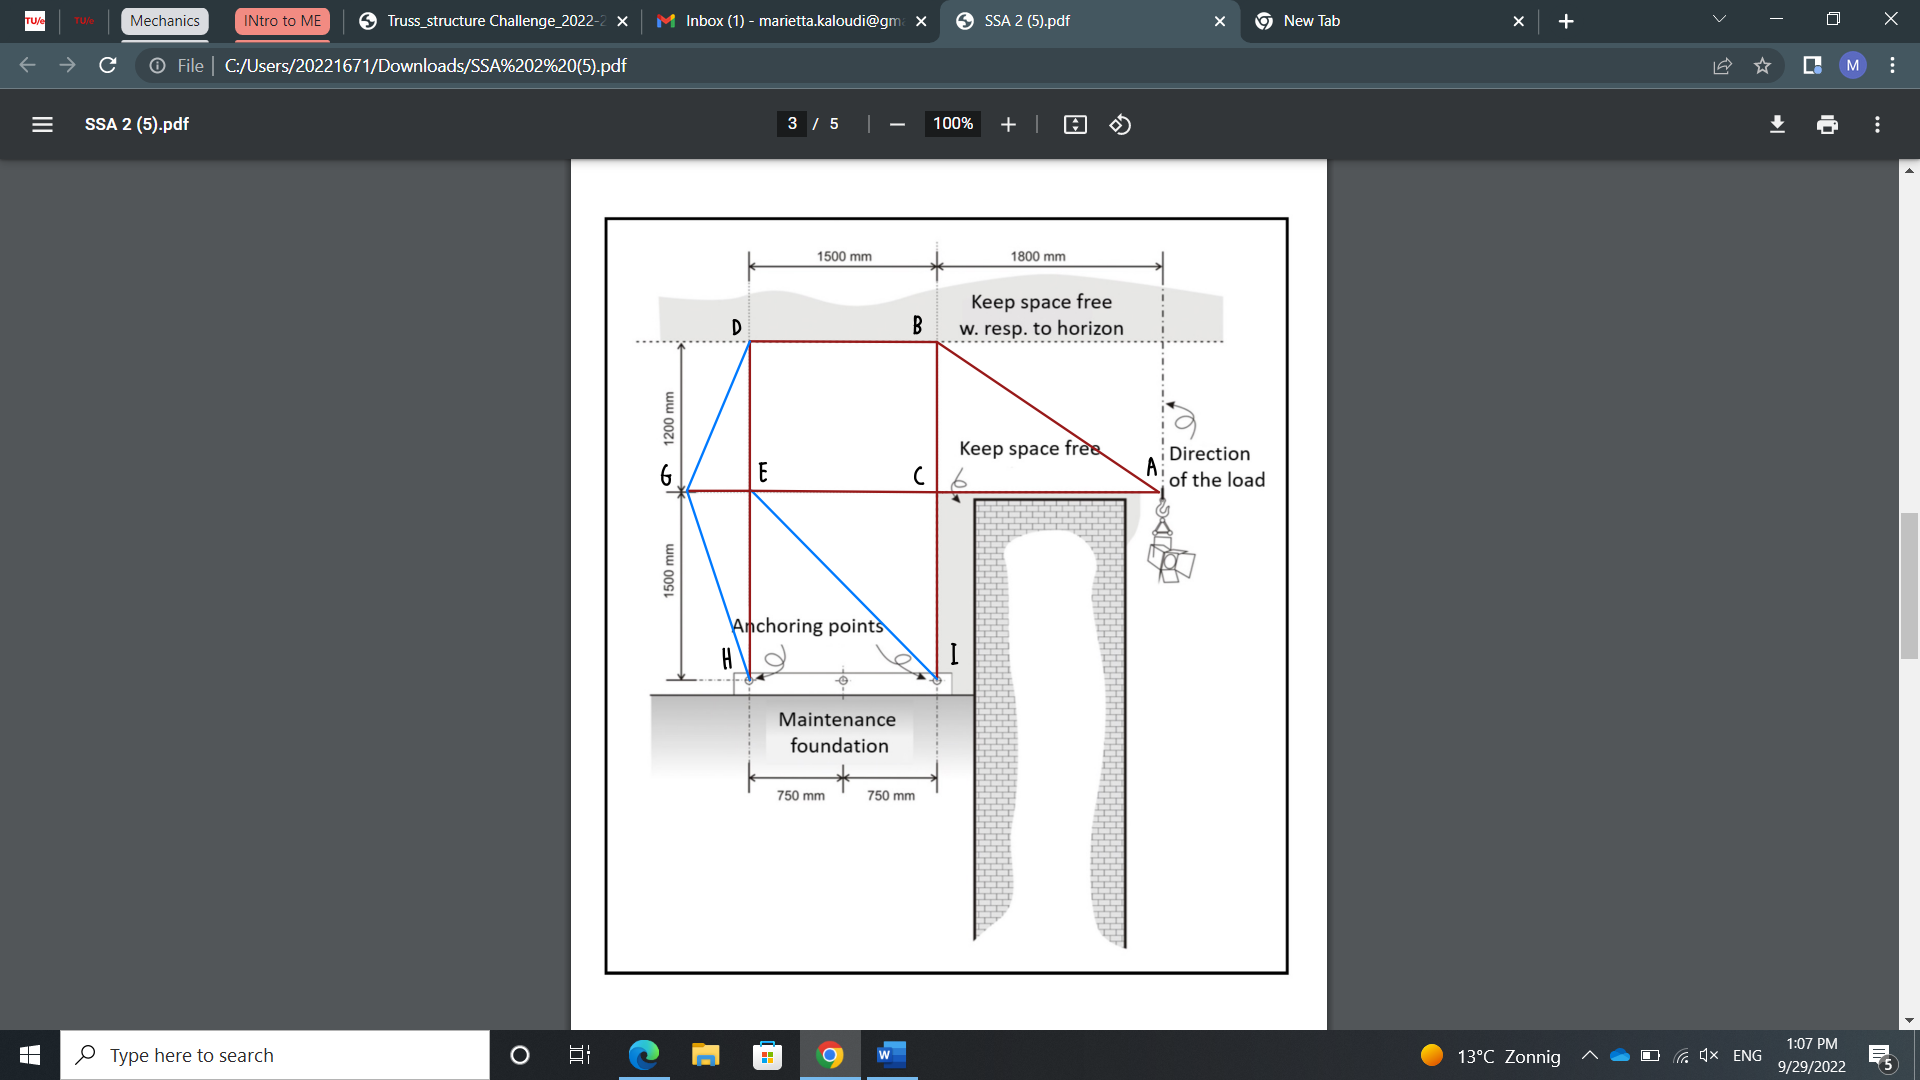 TU/e
TU/e
Mechanics
INtro to ME
Truss_structure Challenge_2022-2
Inbox (1) - marietta.kaloudi@gm
SSA 2 (5).pdf
New Tab
File
C:/Users/20221671/Downloads/SSA%202%20(5).pdf
M
SSA 2 (5).pdf
3 / 5
100%
1500 mm
1800 mm
Keep space free
w. resp. to horizon
D
B
1200 mm
Keep space free
Direction
of the load
G
E
C
A
1500 mm
Anchoring points
H
I
Maintenance
foundation
750 mm
750 mm
Type here to search
W
13°C Zonnig
ENG
1:07 PM
9/29/2022
5